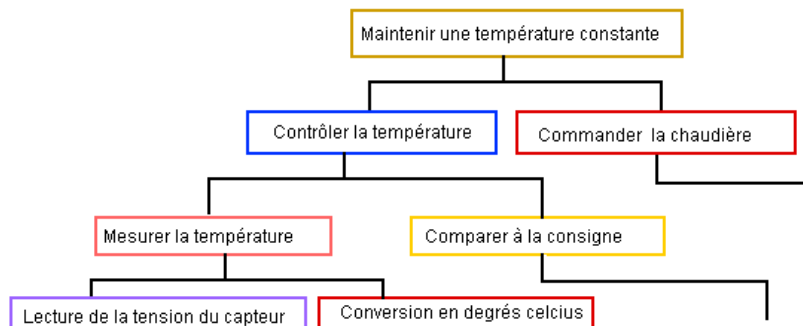 Maintenir une température constante
Contrôler la température
Commander la chaudière
Mesurer la température
Comparer à la consigne
Lecture de la tension du capteur
Conversion en degrés celcius